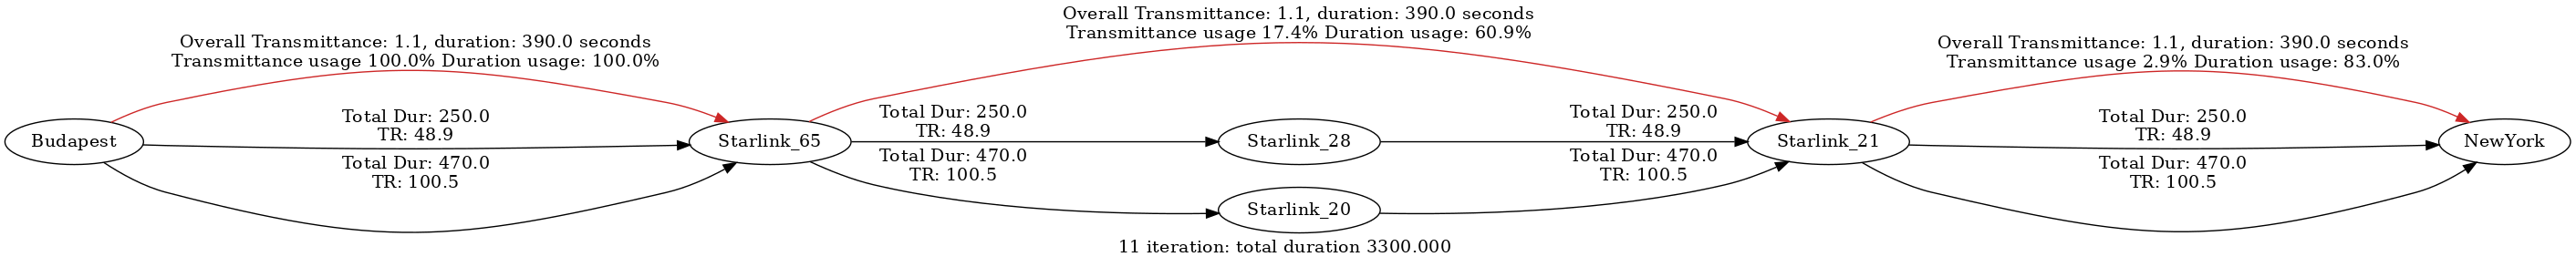 Overall Transmittance: 1.1, duration: 390.0 seconds
Transmittance usage 100.0% Duration usage: 100.0%
Overall Transmittance: 1.1, duration: 390.0 seconds
Transmittance usage 17.4% Duration usage: 60.9%
Overall Transmittance: 1.1, duration: 390.0 seconds
Transmittance usage 2.9% Duration usage: 83.0%
Budapest
Total Dur: 250.0
TR: 48.9
Total Dur: 470.0
TR: 100.5
Starlink_65
Total Dur: 250.0
TR: 48.9
Total Dur: 470.0
TR: 100.5
Starlink_28
Starlink_20
Total Dur: 250.0
TR: 48.9
Total Dur: 470.0
TR: 100.5
Starlink_21
Total Dur: 250.0
TR: 48.9
Total Dur: 470.0
TR: 100.5
NewYork
11 iteration: total duration 3300.000